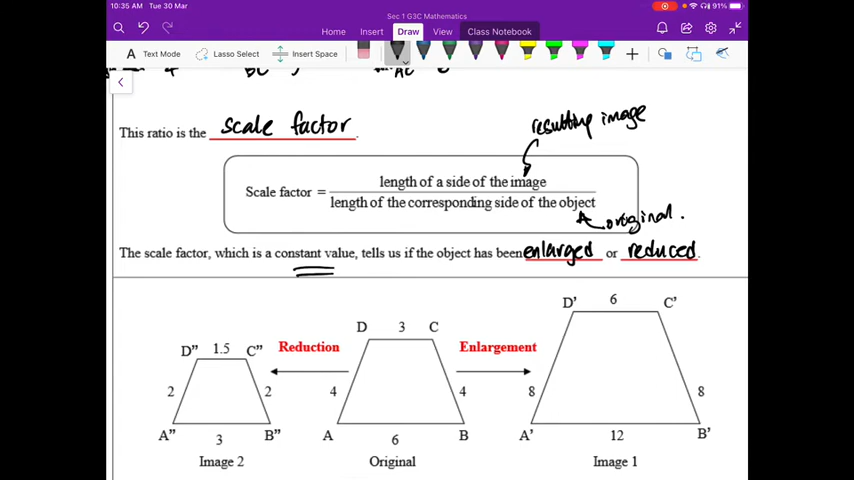 10:35 AM Tue 30 Mar
91%
Sec 1 G3C Mathematics
Home Insert Draw View Class Notebook
Text Mode Lasso Select Insert Space
This ratio is the scale factor.
resulting image
Scale factor = length of a side of the image
length of the corresponding side of the object
original.
The scale factor, which is a constant value, tells us if the object has been enlarged or reduced.
D' 6 C'
D 3 C
D" 1.5 C" Reduction Enlargement
2 2 4 4 8 8
A" 3 B" A 6 B A' 12 B'
Image 2 Original Image 1